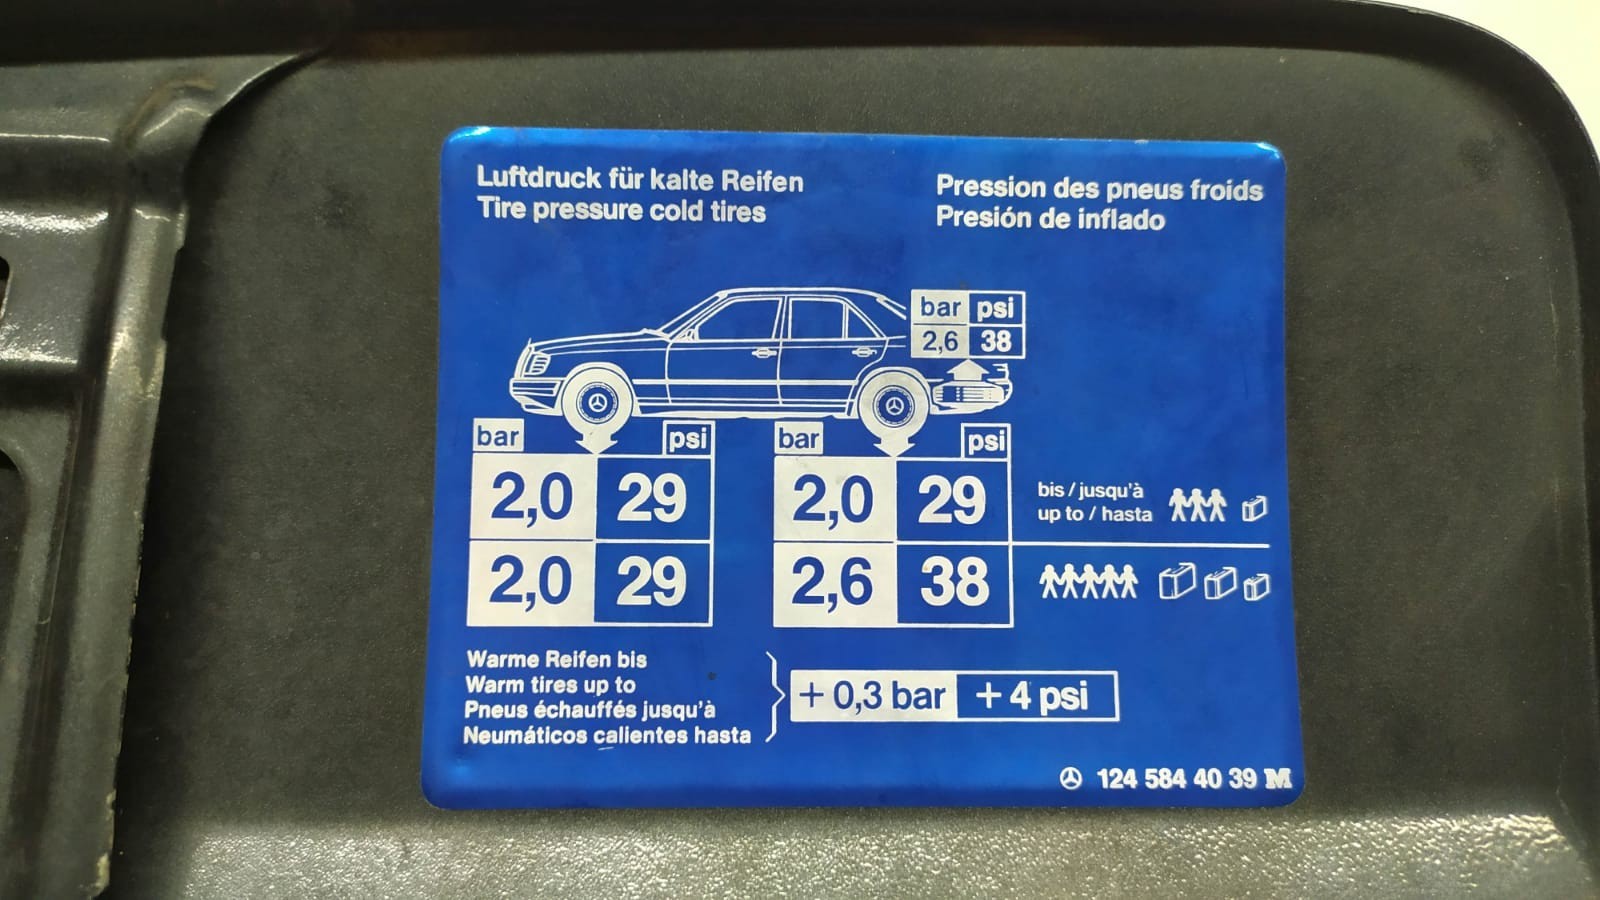 Luftdruck für kalte Reifen
Tire pressure cold tires
Pression des pneus froids
Presión de inflado
bar psi
2,6 38
bar psi bar psi
2,0 29 2,0 29
bis / jusqu'à
up to / hasta
2,0 29 2,6 38
Warme Reifen bis
Warm tires up to
Pneus échauffés jusqu'à
Neumáticos calientes hasta
+ 0,3 bar + 4 psi
124 584 40 39 M